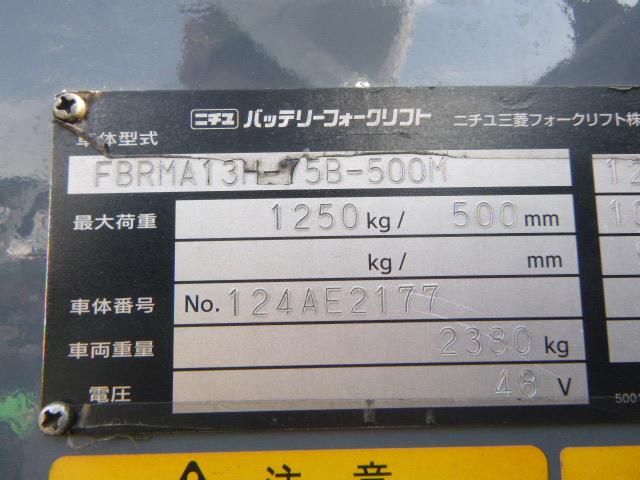 ニチユ バッテリーフォークリフト ニチユ三菱フォークリフト株
車体型式
FBRMA13H-75B-500M 12
最大荷重 1250 kg/ 500 mm 10
kg/ mm
車体番号 No. 124AE2177
車両重量 2380 kg
電圧 48 V 5001
注意